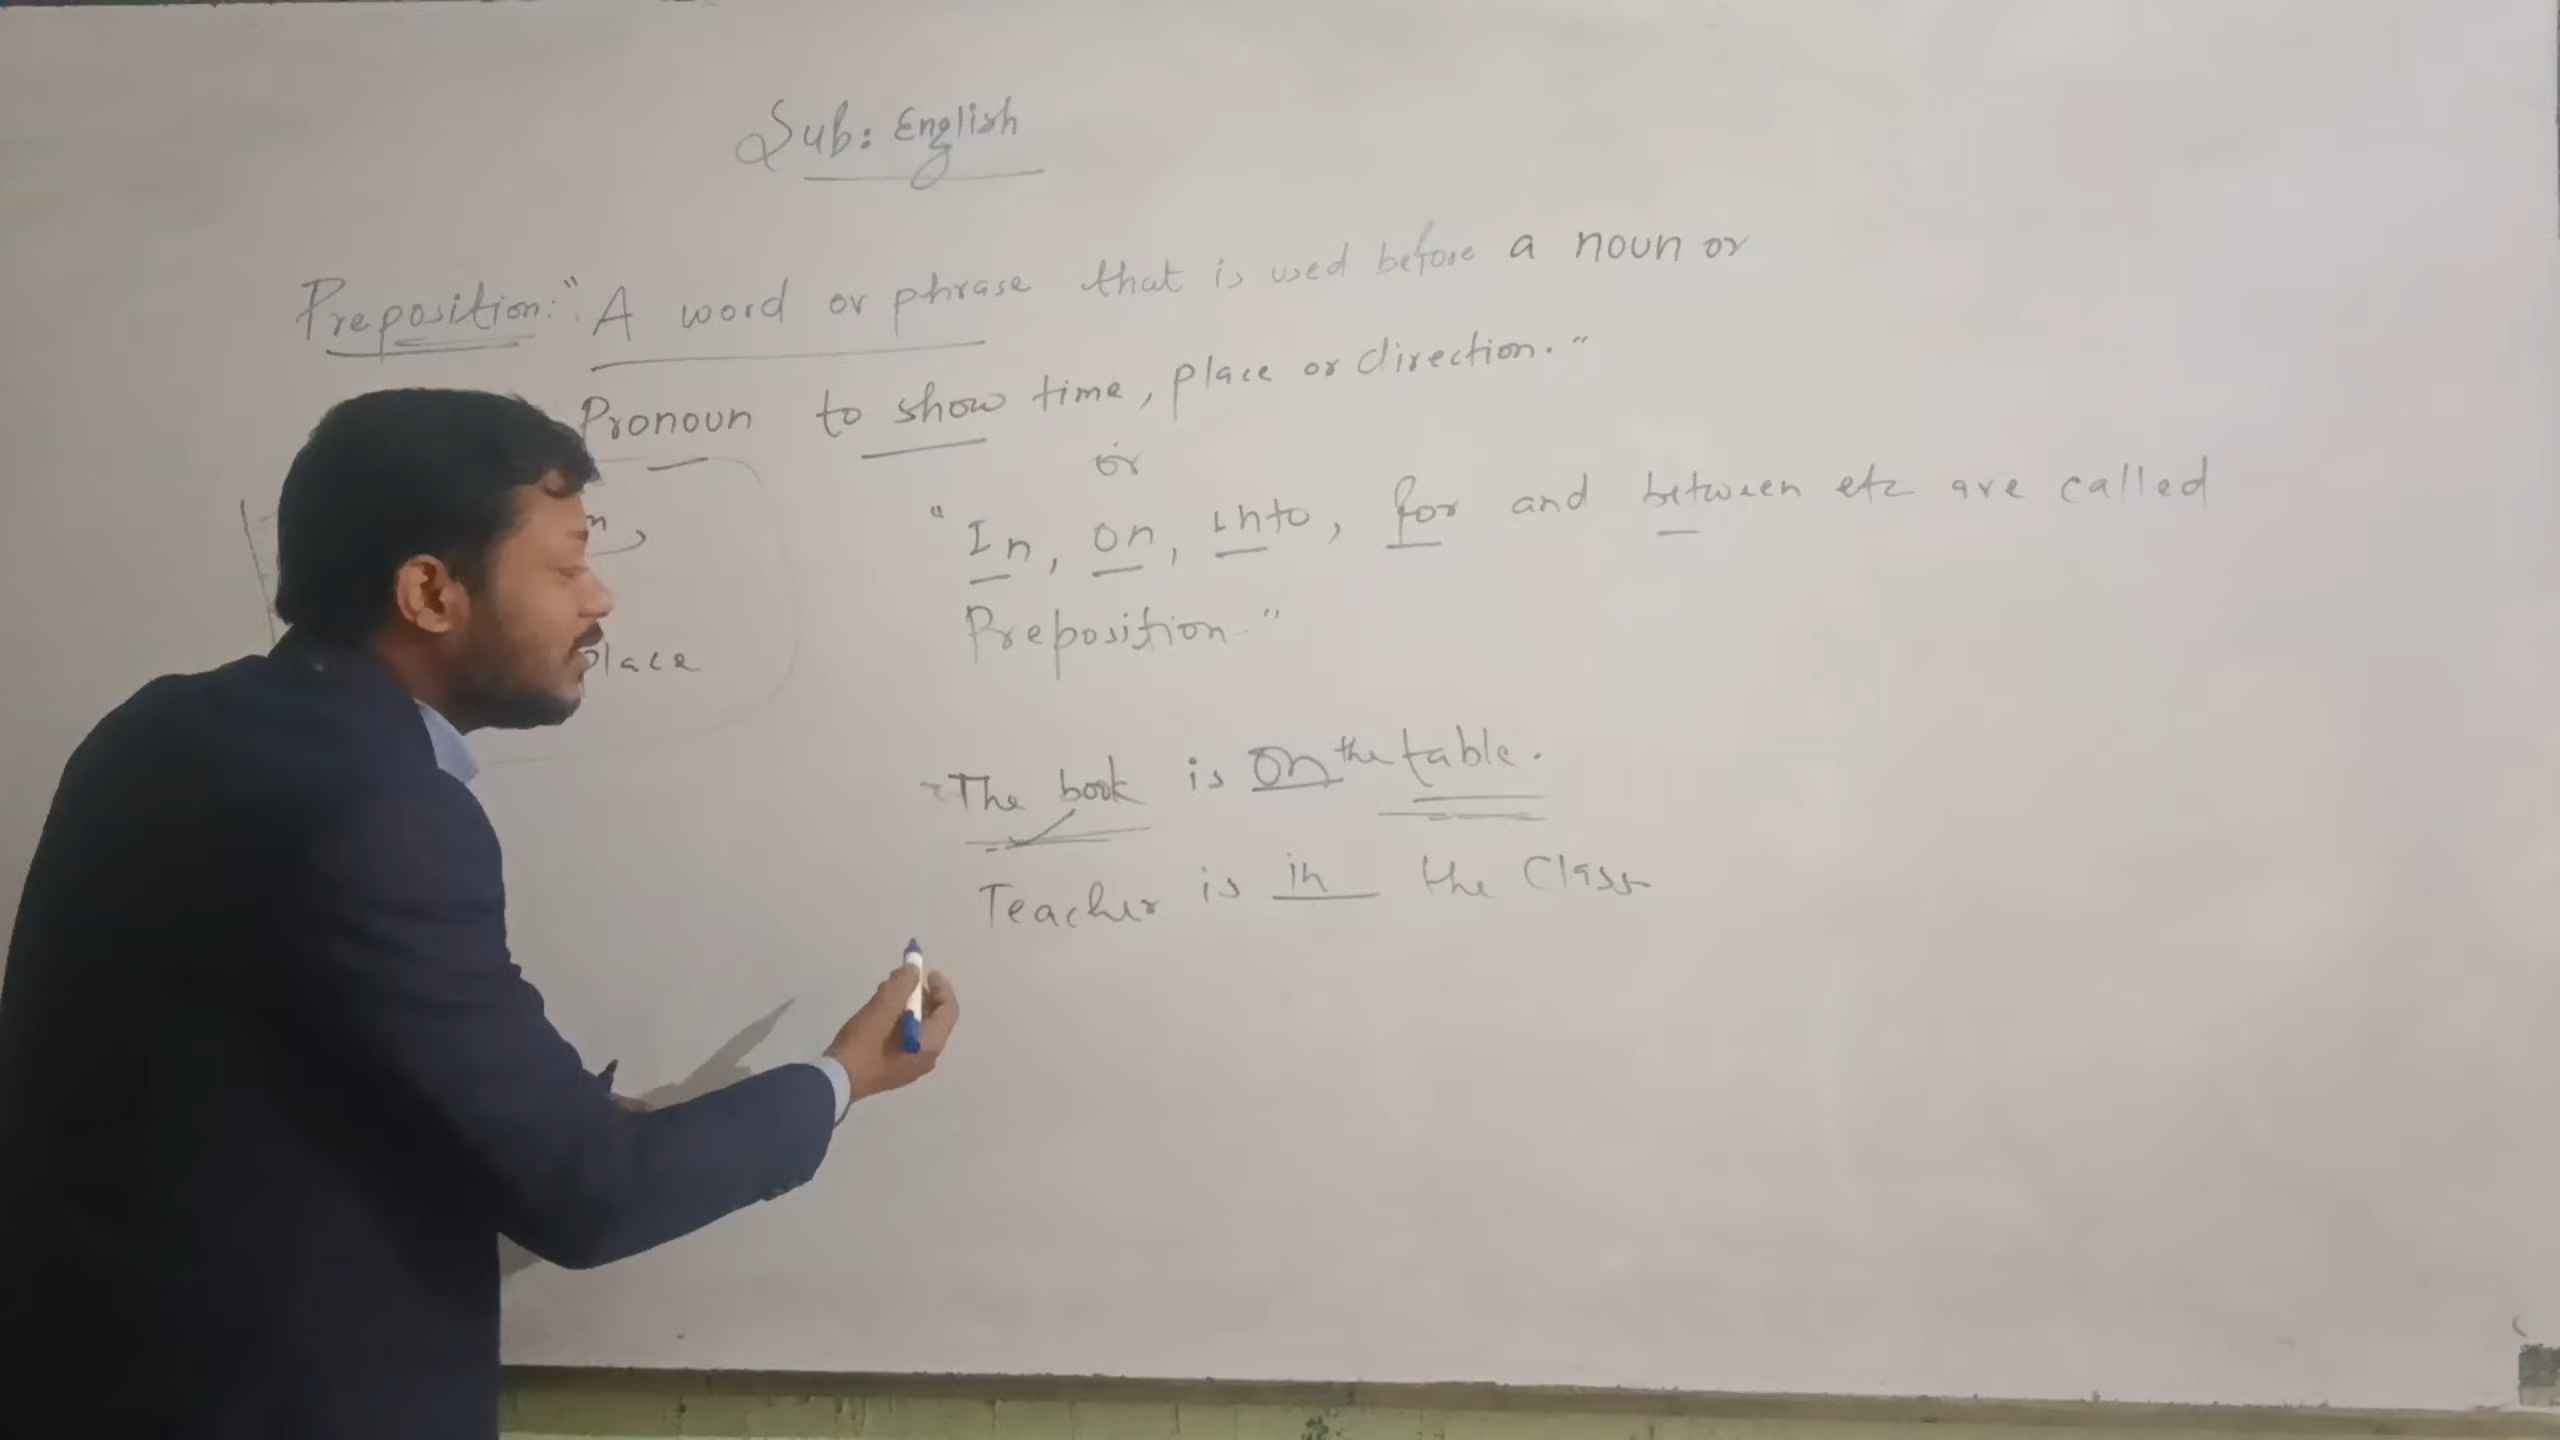 Sub: English
Preposition: "A word or phrase that is used before a noun or
Pronoun to show time, place or direction."
or
"In, on, into, for and between etc are called
Preposition."
place
The book is on the table.
Teacher is in the Class